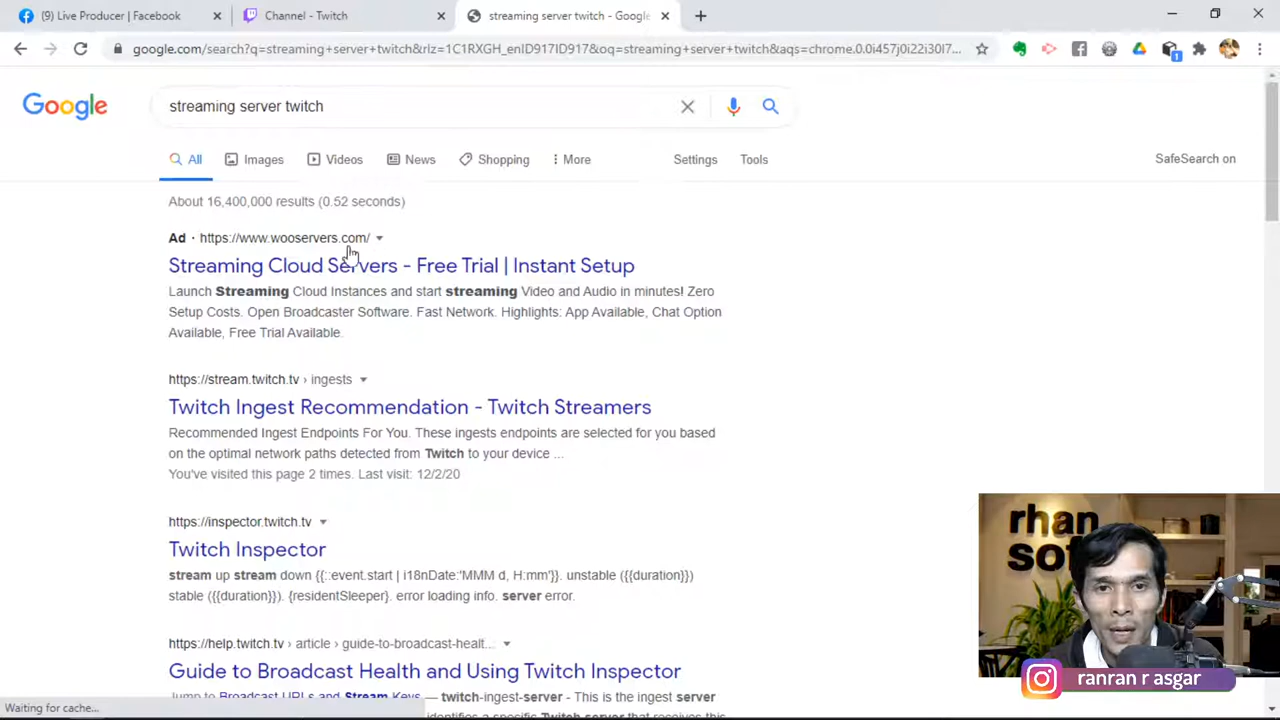 (9) Live Producer | Facebook
Channel - Twitch
streaming server twitch - Google
google.com/search?q=streaming+server+twitch&rlz=1C1RXGH_enID917ID917&oq=streaming+server+twitch&aqs=chrome.0.0i457j0i22i30l7...
1
Google
streaming server twitch
All
Images
Videos
News
Shopping
More
Settings
Tools
SafeSearch on
About 16,400,000 results (0.52 seconds)
Ad · https://www.wooservers.com/
Streaming Cloud Servers - Free Trial | Instant Setup
Launch Streaming Cloud Instances and start streaming Video and Audio in minutes! Zero
Setup Costs. Open Broadcaster Software. Fast Network. Highlights: App Available, Chat Option
Available, Free Trial Available.
https://stream.twitch.tv › ingests
Twitch Ingest Recommendation - Twitch Streamers
Recommended Ingest Endpoints For You. These ingests endpoints are selected for you based
on the optimal network paths detected from Twitch to your device ...
You've visited this page 2 times. Last visit: 12/2/20
https://inspector.twitch.tv
Twitch Inspector
stream up stream down {{::event.start | i18nDate:'MMM d, H:mm'}}. unstable ({{duration}})
stable ({{duration}}). {residentSleeper}. error loading info. server error.
https://help.twitch.tv › article › guide-to-broadcast-healt...
Guide to Broadcast Health and Using Twitch Inspector
Jump to Broadcast URLs and Stream Keys — twitch-ingest-server - This is the ingest server
identifies a specific Twitch server that receives this
Waiting for cache...
rhan
so
ranran r asgar